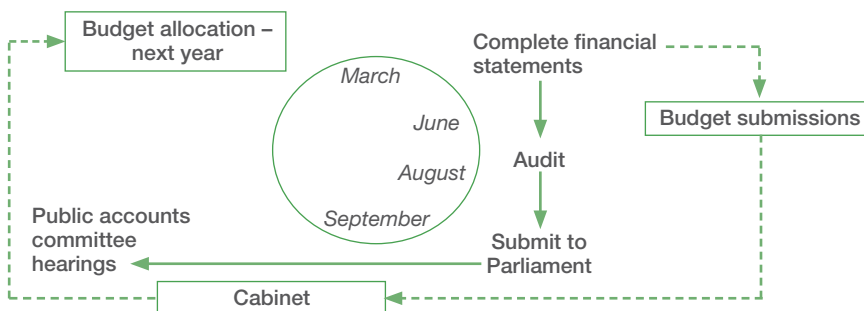 Budget allocation –
next year
Complete financial
statements
March
June
Budget submissions
August
Audit
September
Public accounts
committee
hearings
Submit to
Parliament
Cabinet